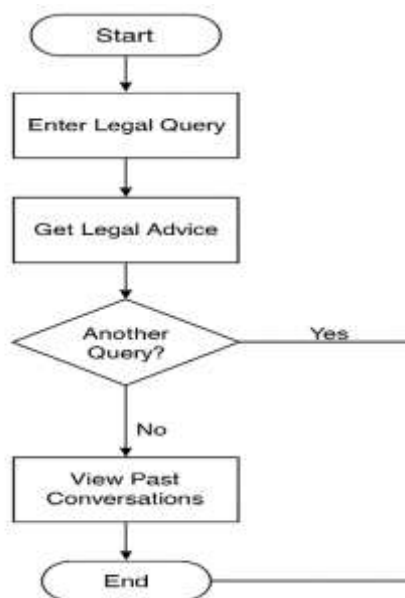 Start
Enter Legal Query
Get Legal Advice
Another
Query?
Yes
No
View Past
Conversations
End